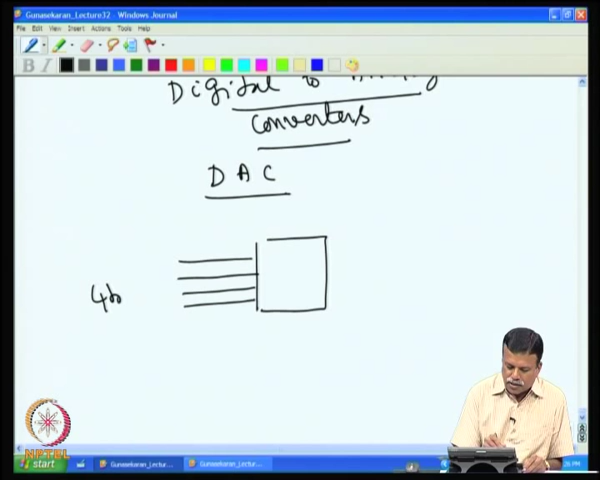 Gunasekaran_Lecture32 - Windows Journal
File Edit View Insert Actions Tools Help
Digital to
Converters
DAC
4b
NPTEL
start Gunasekaran_Lectur... Gunasekaran_Lectur...